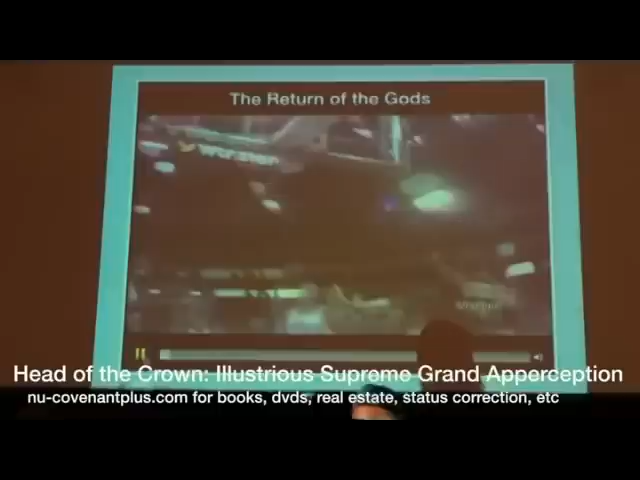 The Return of the Gods
Head of the Crown: Illustrious Supreme Grand Apperception
nu-covenantplus.com for books, dvds, real estate, status correction, etc